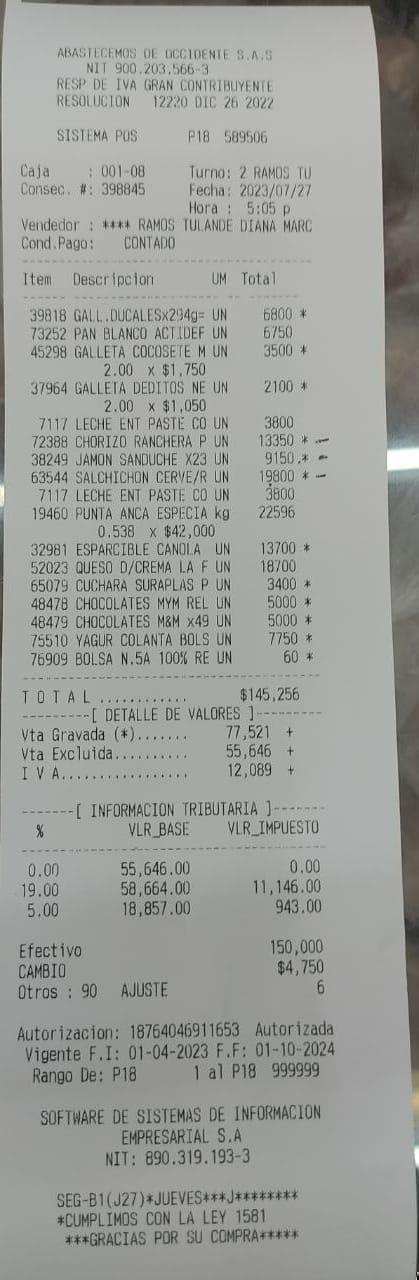 ABASTECEMOS DE OCCIDENTE S.A.S
NIT 900.203.566-3
RESP DE IVA GRAN CONTRIBUYENTE
RESOLUCION 12220 DIC 26 2022
SISTEMA POS P18 589506
Caja : 001-08 Turno: 2 RAMOS TU
Consec. #: 398845 Fecha: 2023/07/27
Hora : 5:05 p
Vendedor : **** RAMOS TULANDE DIANA MARC
Cond.Pago: CONTADO
Item Descripcion UM Total
39818 GALL.DUCALESx294g= UN 6800 *
73252 PAN BLANCO ACTIDEF UN 6750
45298 GALLETA COCOSETE M UN 3500 *
2.00 x $1,750
37964 GALLETA DEDITOS NE UN 2100 *
2.00 x $1,050
7117 LECHE ENT PASTE CO UN 3800
72388 CHORIZO RANCHERA P UN 13350 *
38249 JAMON SANDUCHE X23 UN 9150.*
63544 SALCHICHON CERVE/R UN 19800 *
7117 LECHE ENT PASTE CO UN 3800
19460 PUNTA ANCA ESPECIA kg 22596
0.538 x $42,000
32981 ESPARCIBLE CANOLA UN 13700 *
52023 QUESO D/CREMA LA F UN 18700
65079 CUCHARA SURAPLAS P UN 3400 *
48478 CHOCOLATES MYM REL UN 5000 *
48479 CHOCOLATES M&M x49 UN 5000 *
75510 YAGUR COLANTA BOLS UN 7750 *
76909 BOLSA N.5A 100% RE UN 60 *
T O T A L ............ $145,256
---------[ DETALLE DE VALORES ]---------
Vta Gravada (*)....... 77,521 +
Vta Excluida.......... 55,646 +
I V A................. 12,089 +
-------[ INFORMACION TRIBUTARIA ]-------
% VLR_BASE VLR_IMPUESTO
0.00 55,646.00 0.00
19.00 58,664.00 11,146.00
5.00 18,857.00 943.00
Efectivo 150,000
CAMBIO $4,750
Otros : 90 AJUSTE 6
Autorizacion: 18764046911653 Autorizada
Vigente F.I: 01-04-2023 F.F: 01-10-2024
Rango De: P18 1 al P18 999999
SOFTWARE DE SISTEMAS DE INFORMACION
EMPRESARIAL S.A
NIT: 890.319.193-3
SEG-B1(J27)*JUEVES***J********
*CUMPLIMOS CON LA LEY 1581
***GRACIAS POR SU COMPRA*****